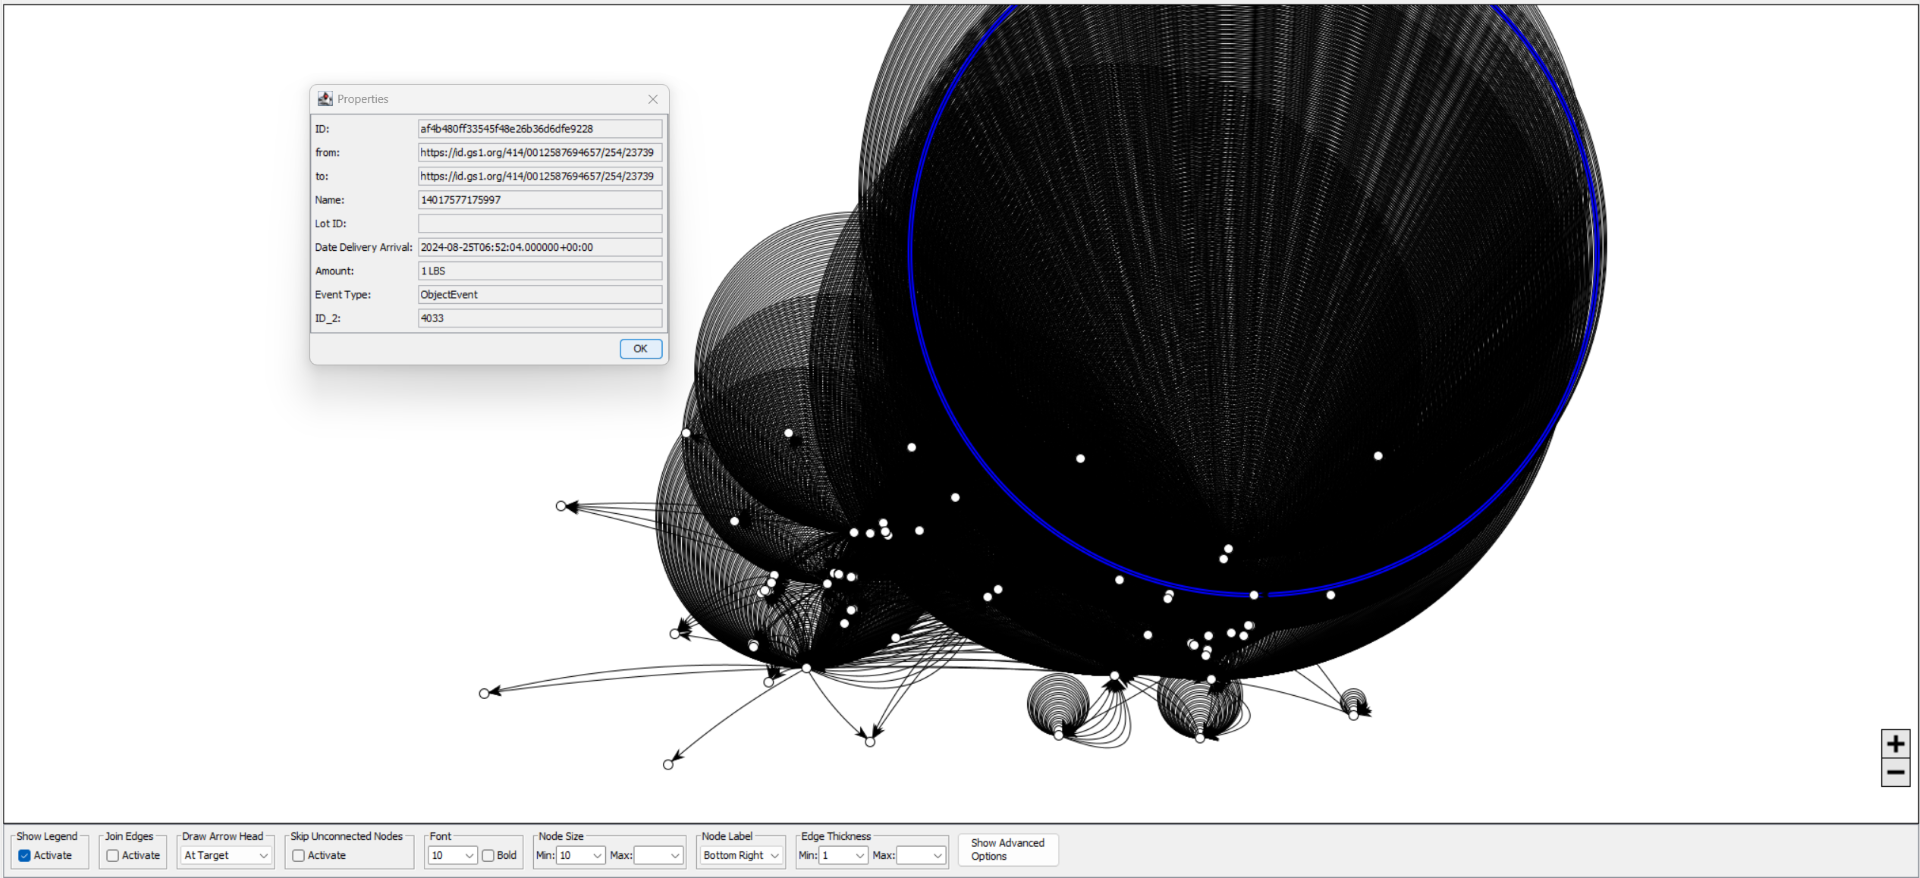 Properties
ID: af4b480ff33545f48e26b36d6dfe9228
from: https://id.gs1.org/414/0012587694657/254/23739
to: https://id.gs1.org/414/0012587694657/254/23739
Name: 14017577175997
Lot ID:
Date Delivery Arrival: 2024-08-25T06:52:04.000000+00:00
Amount: 1 LBS
Event Type: ObjectEvent
ID_2: 4033
OK
+
−
Show Legend Join Edges Draw Arrow Head Skip Unconnected Nodes Font Node Size Node Label Edge Thickness
Activate Activate At Target Activate 10 Bold Min: 10 Max: Bottom Right Min: 1 Max: Show Advanced
Options